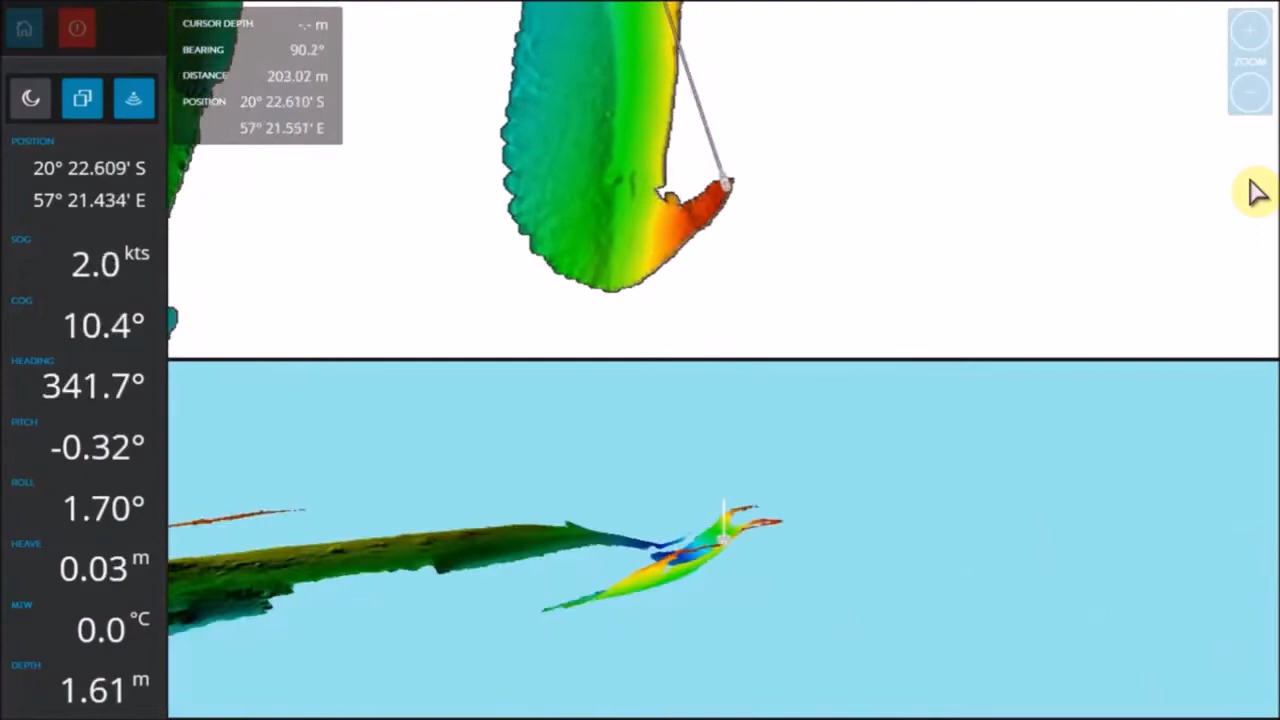 CURSOR DEPTH -.- m
BEARING 90.2°
DISTANCE 203.02 m
POSITION 20° 22.610' S
57° 21.551' E
ZOOM
POSITION
20° 22.609' S
57° 21.434' E
SOG
2.0 kts
COG
10.4°
HEADING
341.7°
PITCH
-0.32°
ROLL
1.70°
HEAVE
0.03 m
MTW
0.0 °C
DEPTH
1.61 m